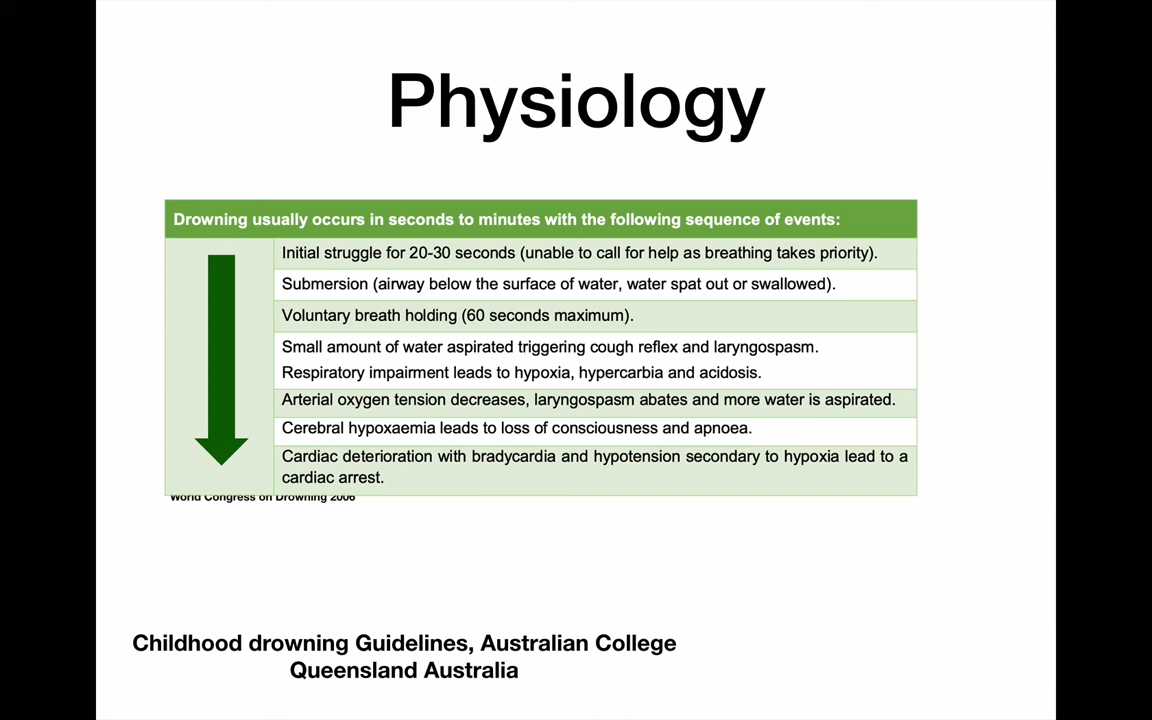 Physiology
Drowning usually occurs in seconds to minutes with the following sequence of events:
Initial struggle for 20-30 seconds (unable to call for help as breathing takes priority).
Submersion (airway below the surface of water, water spat out or swallowed).
Voluntary breath holding (60 seconds maximum).
Small amount of water aspirated triggering cough reflex and laryngospasm.
Respiratory impairment leads to hypoxia, hypercarbia and acidosis.
Arterial oxygen tension decreases, laryngospasm abates and more water is aspirated.
Cerebral hypoxaemia leads to loss of consciousness and apnoea.
Cardiac deterioration with bradycardia and hypotension secondary to hypoxia lead to a
cardiac arrest.
World Congress on Drowning 2006
Childhood drowning Guidelines, Australian College
Queensland Australia